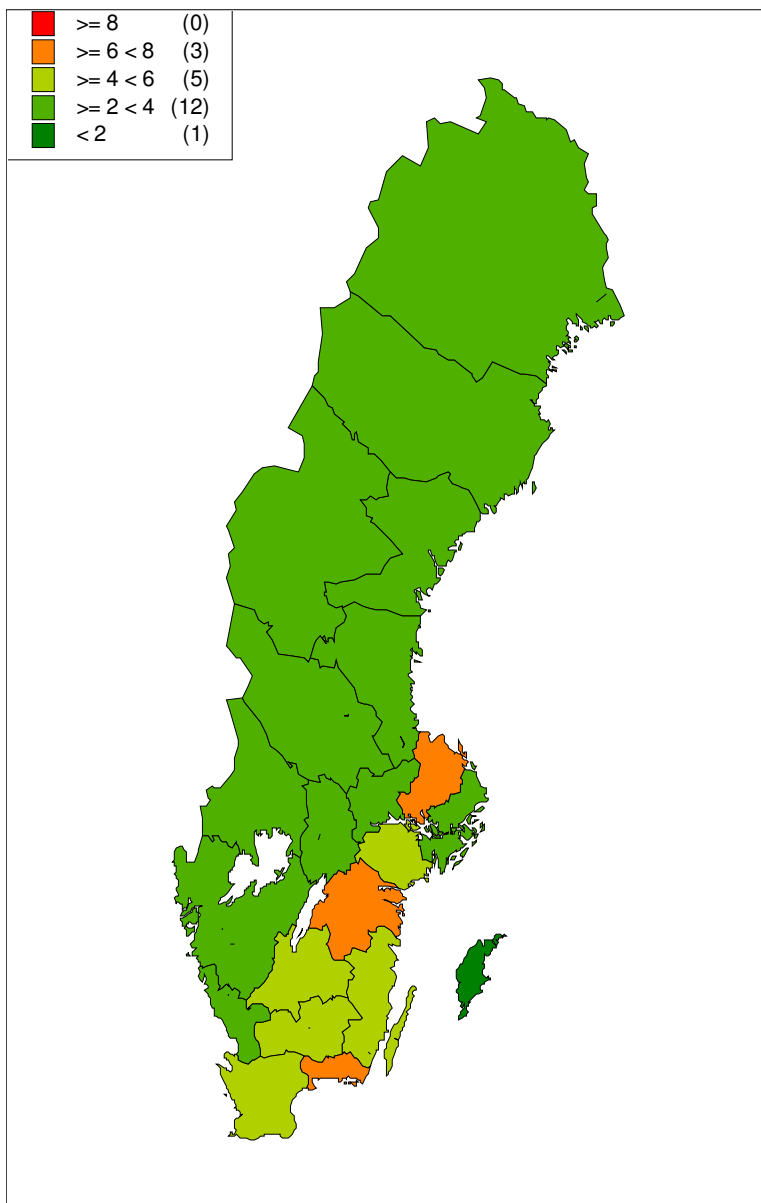 >= 8 (0)
>= 6 < 8 (3)
>= 4 < 6 (5)
>= 2 < 4 (12)
< 2 (1)